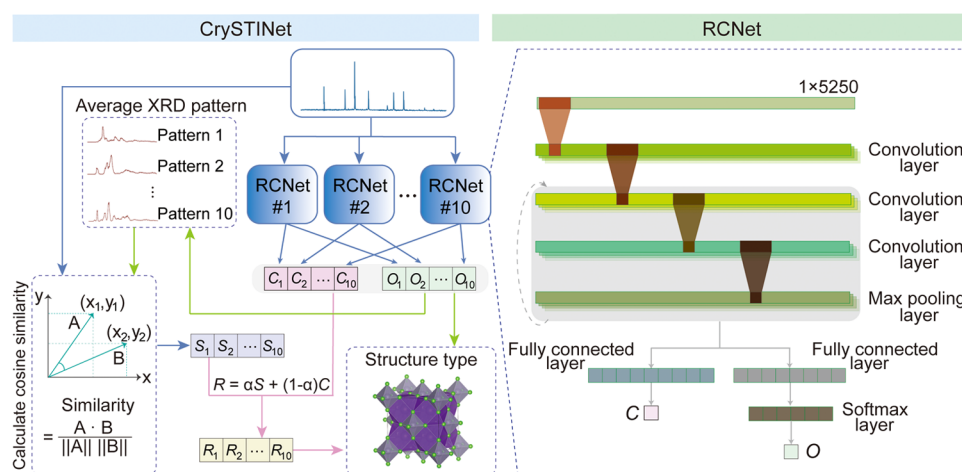 CrySTINet
RCNet
Average XRD pattern
Pattern 1
Pattern 2
⋮
Pattern 10
RCNet
#1
RCNet
#2
...
RCNet
#10
C1 C2 ... C10
O1 O2 ... O10
Calculate cosine similarity
y
(x1,y1)
A
(x2,y2)
B
x
Similarity
= A · B
||A|| ||B||
S1 S2 ... S10
R = αS + (1-α)C
R1 R2 ... R10
Structure type
1×5250
Convolution
layer
Convolution
layer
Convolution
layer
Max pooling
layer
Fully connected
layer
Fully connected
layer
C
Softmax
layer
O